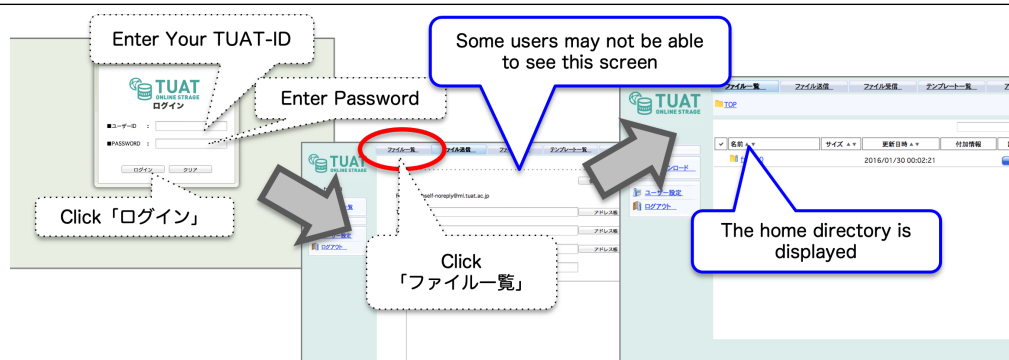 Enter Your TUAT-ID
TUAT
ONLINE STRAGE
ログイン
■ユーザーID :
■PASSWORD :
ログイン クリア
Enter Password
Click「ログイン」
TUAT
ONLINE STRAGE
ファイル一覧 ファイル送信 テンプレート一覧
self-noreply@ml.tuat.ac.jp
アドレス帳
アドレス帳
アドレス帳
ログアウト
Click
「ファイル一覧」
Some users may not be able
to see this screen
TUAT
ONLINE STRAGE
ユーザー設定
ログアウト
ファイル一覧 ファイル送信 ファイル受信 テンプレート一覧
TOP
名前▲▼ サイズ ▲▼ 更新日時▲▼ 付加情報
2016/01/30 00:02:21
The home directory is
displayed